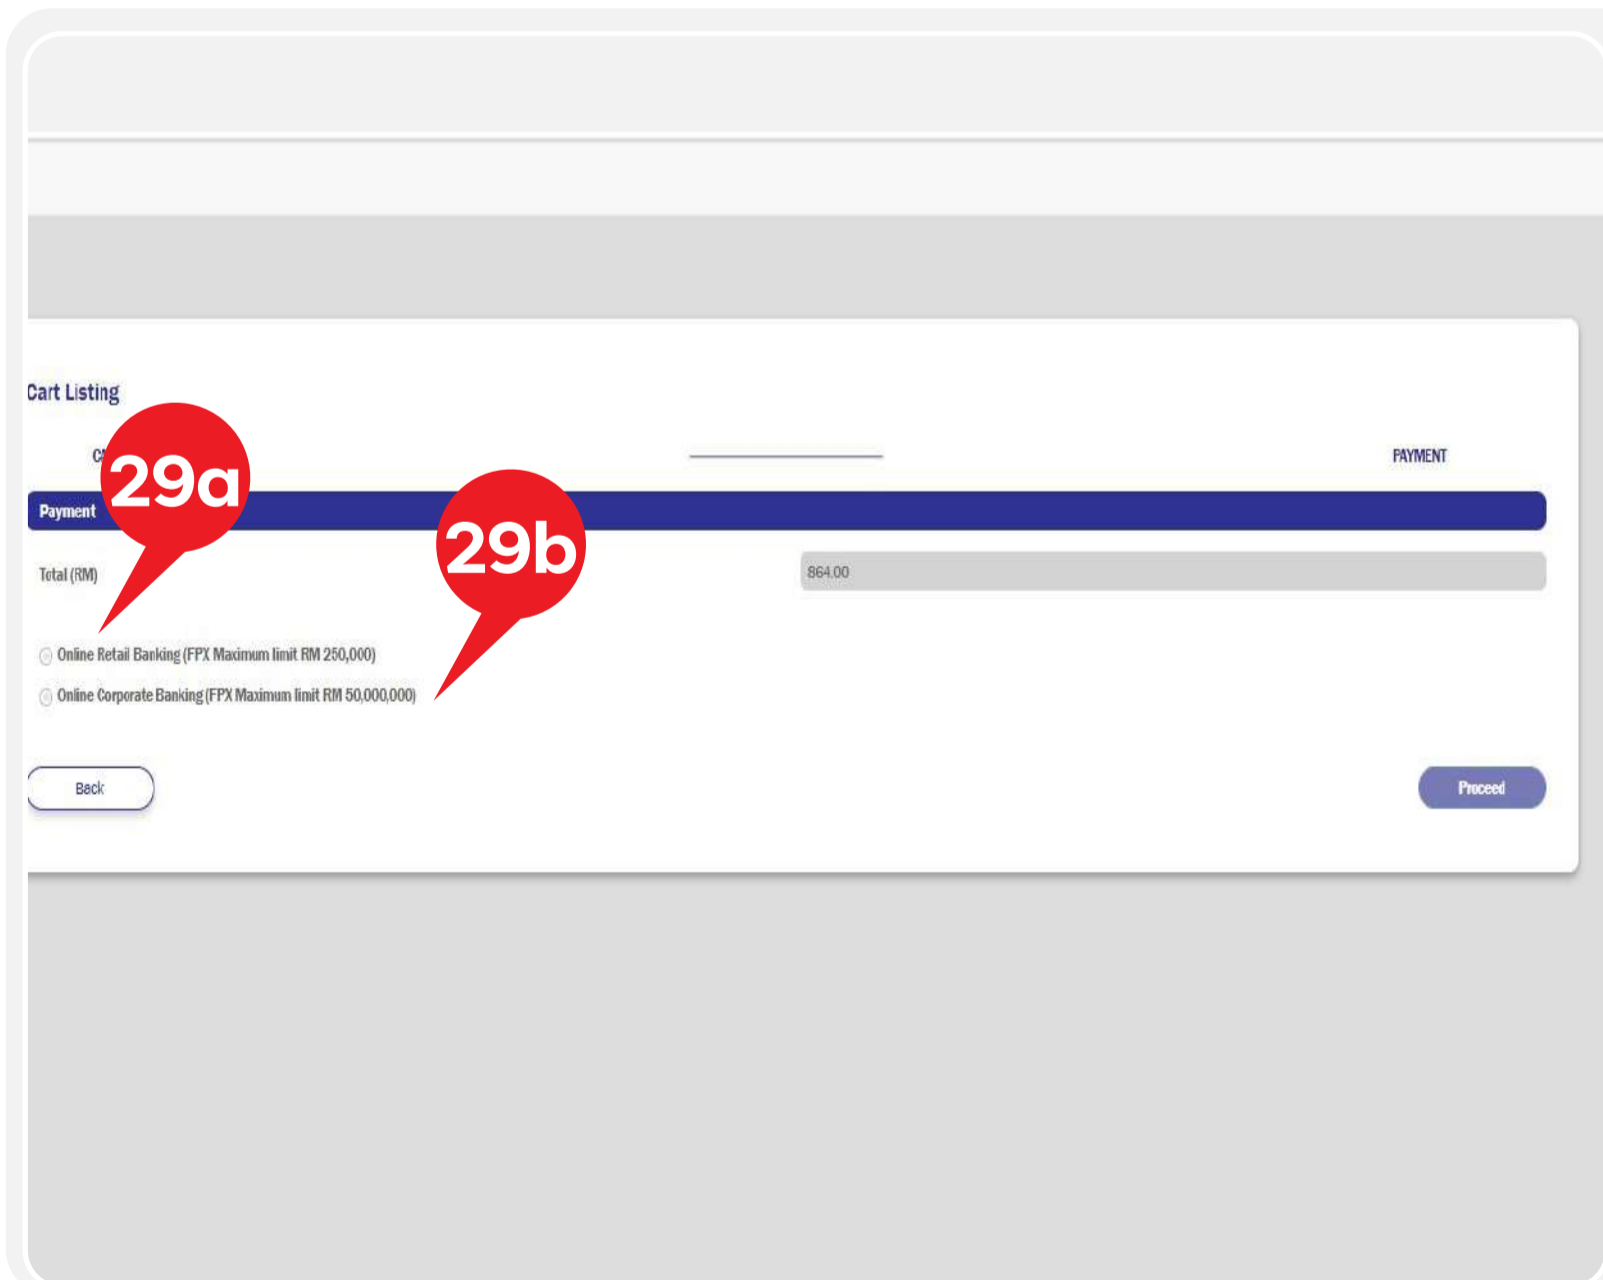 Cart Listing
29a
PAYMENT
Payment
29b
Total (RM)
864.00
Online Retail Banking (FPX Maximum limit RM 250,000)
Online Corporate Banking (FPX Maximum limit RM 50,000,000)
Back
Proceed